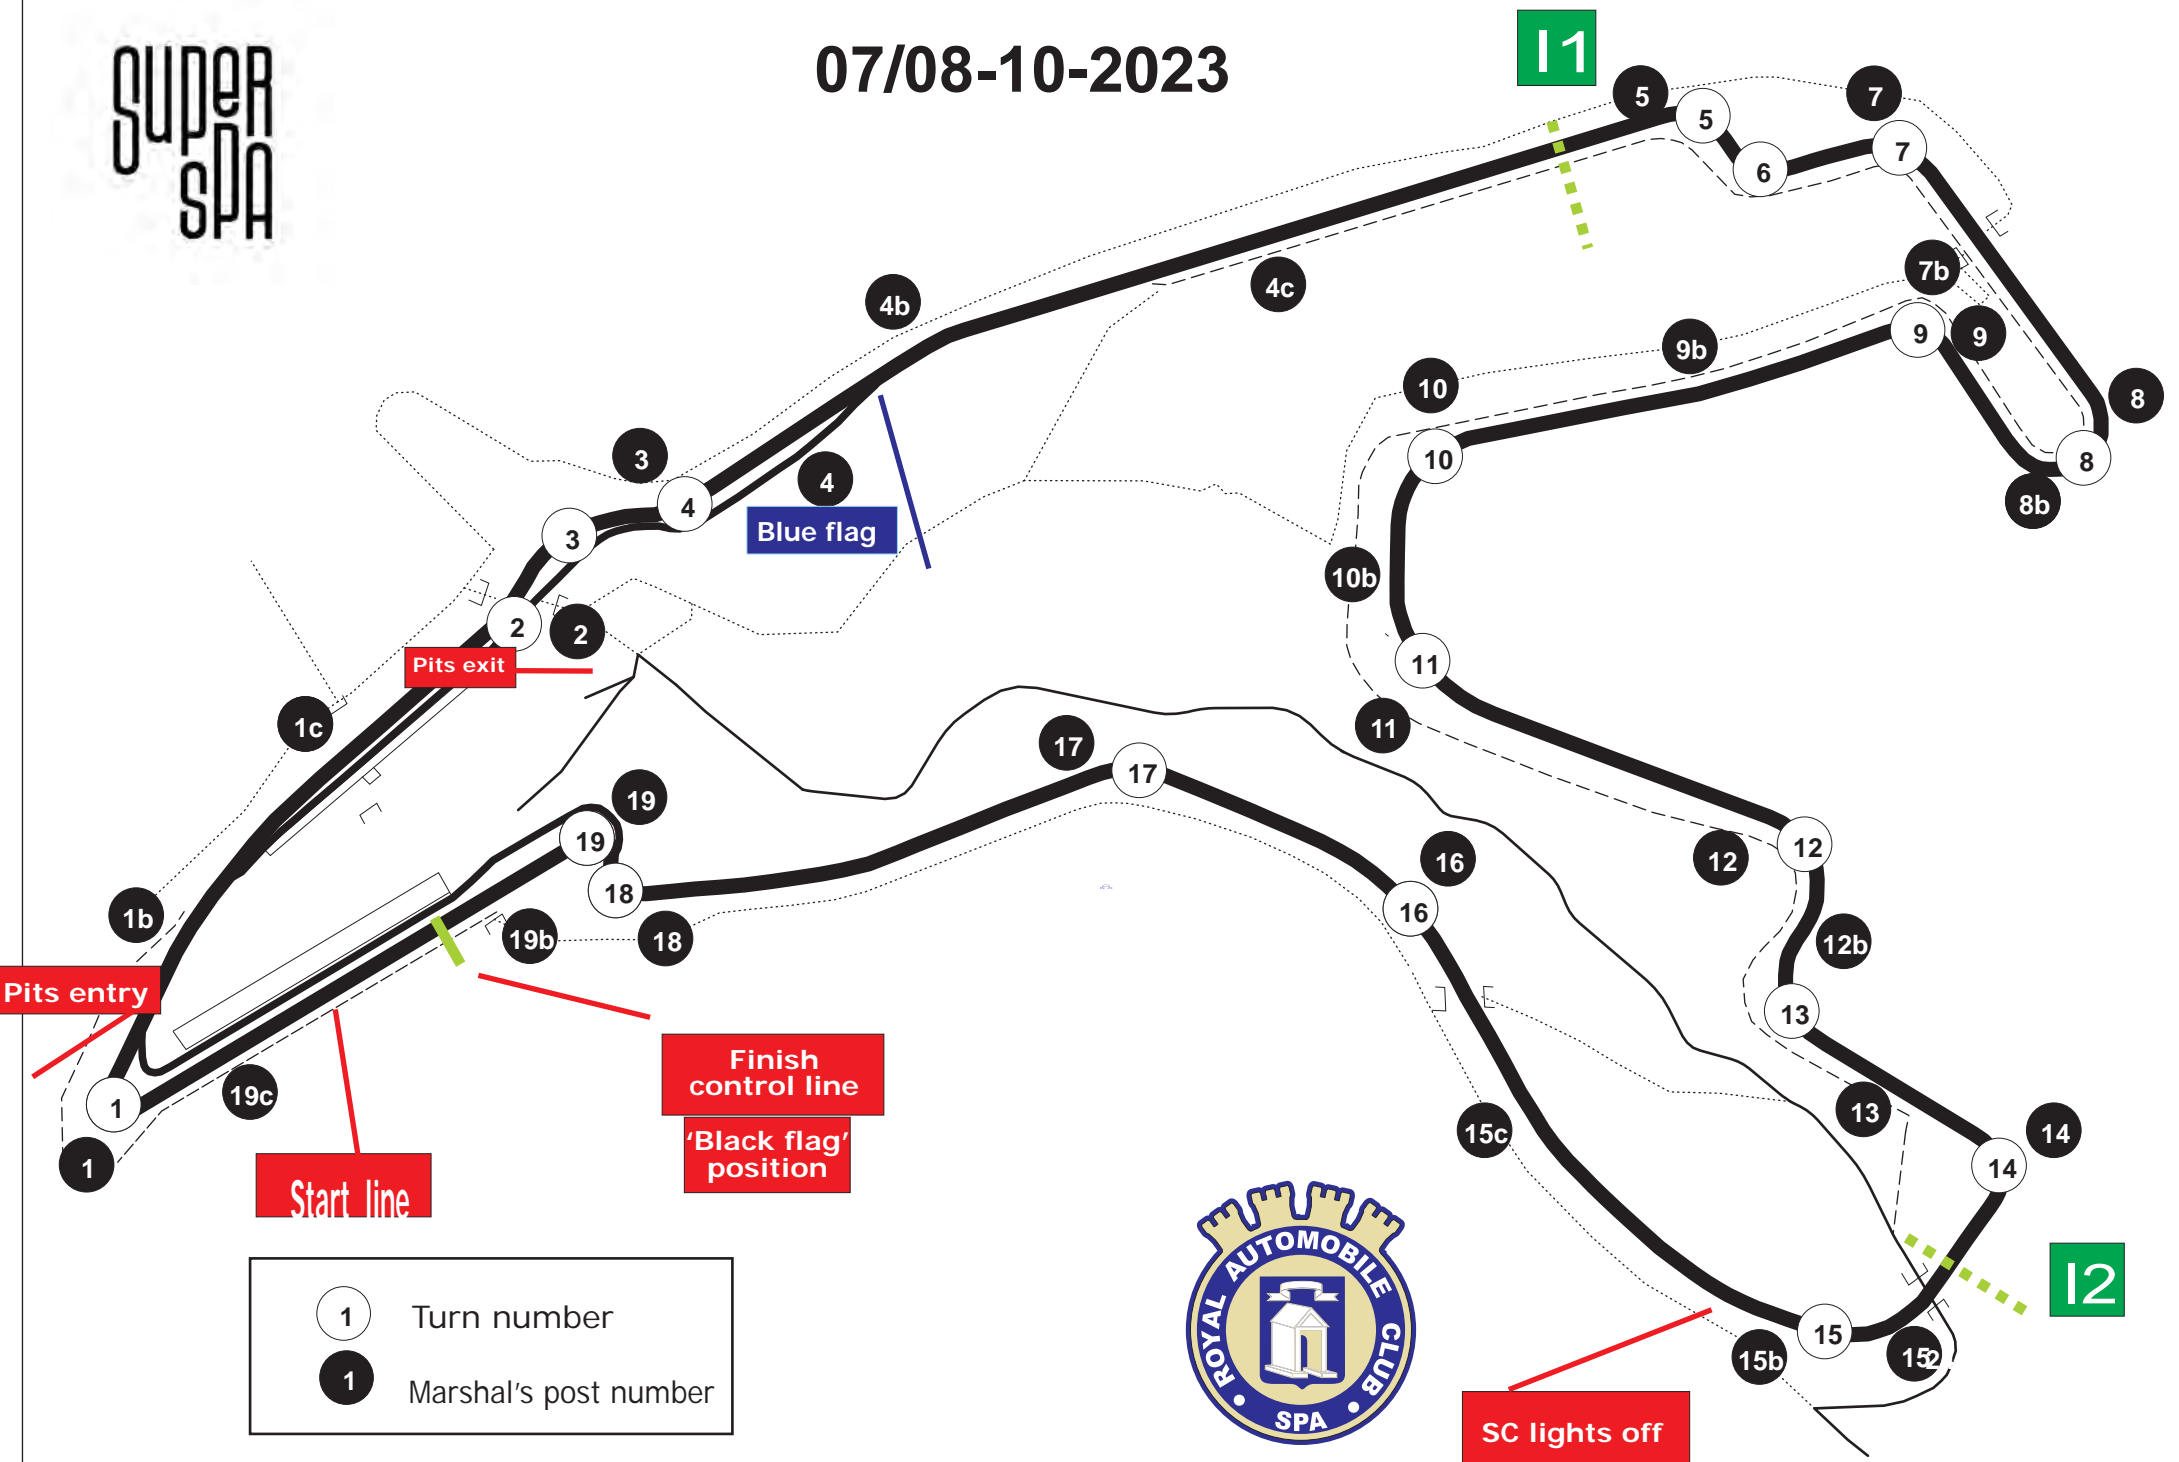 SUPER
SPA
07/08-10-2023
I1
5
5
7
7
6
4b
4c
7b
9
9
9b
10
8
8
8b
10
3
4
4
3
Blue flag
10b
2
2
Pits exit
11
11
1c
17
17
19
19
12
12
16
16
18
18
1b
19b
12b
Pits entry
13
13
19c
1
1
Finish
control line
'Black flag'
position
15c
14
14
Start line
I2
15
15
15b
ROYAL AUTOMOBILE CLUB
SPA
SC lights off
1 Turn number
1 Marshal's post number